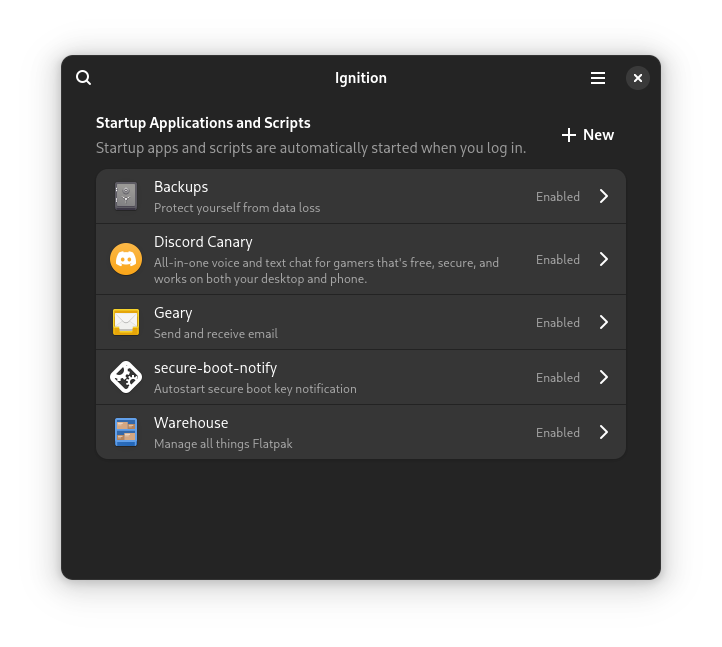 Ignition
Startup Applications and Scripts
Startup apps and scripts are automatically started when you log in.
New
Backups
Protect yourself from data loss
Enabled
Discord Canary
All-in-one voice and text chat for gamers that's free, secure, and
works on both your desktop and phone.
Enabled
Geary
Send and receive email
Enabled
secure-boot-notify
Autostart secure boot key notification
Enabled
Warehouse
Manage all things Flatpak
Enabled